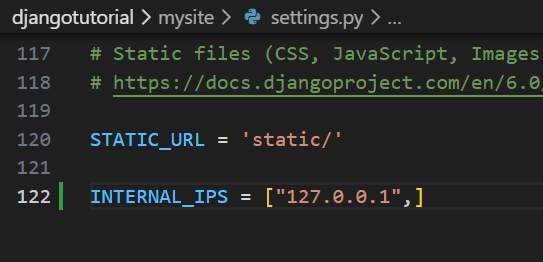 djangotutorial > mysite > settings.py > ...
117 # Static files (CSS, JavaScript, Images
118 # https://docs.djangoproject.com/en/6.0/
119
120 STATIC_URL = 'static/'
121
122 INTERNAL_IPS = ["127.0.0.1",]